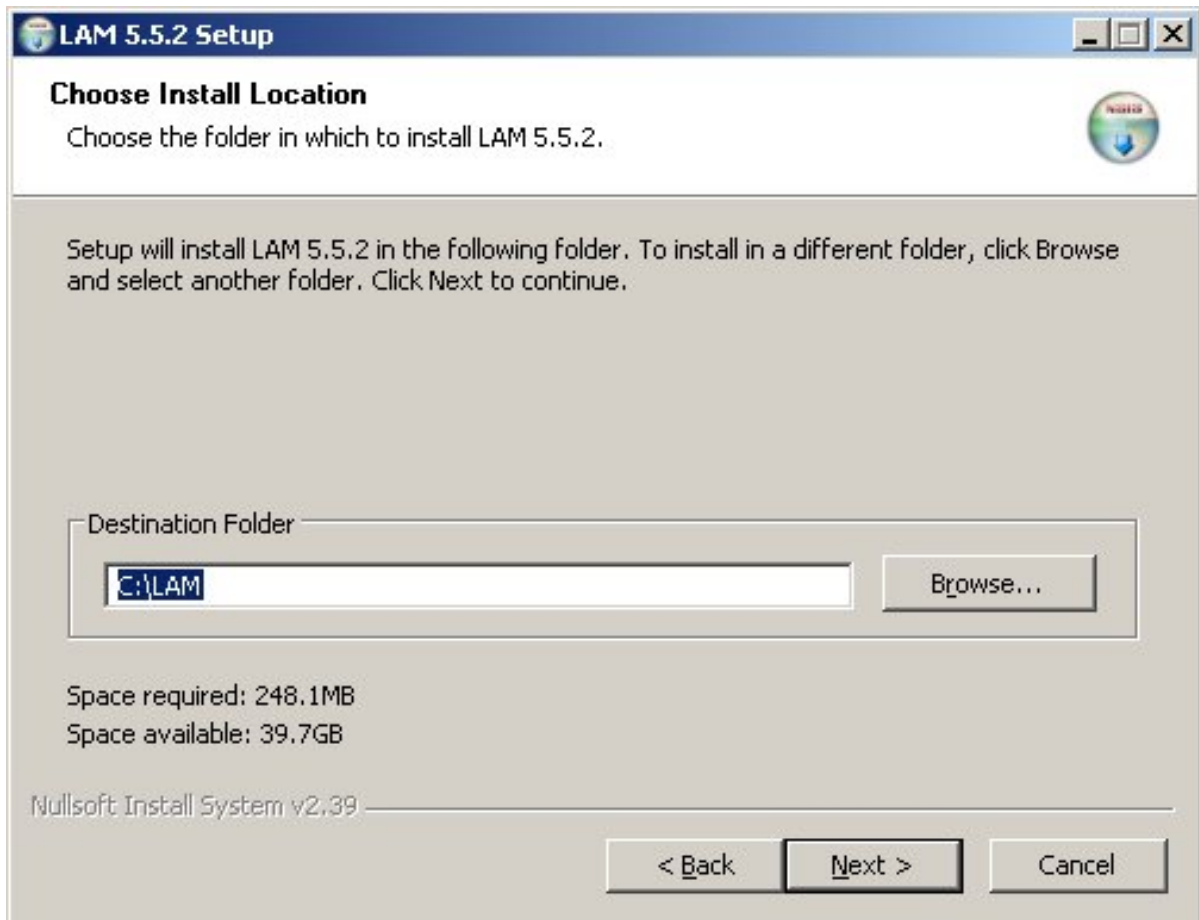 LAM 5.5.2 Setup
Choose Install Location
Choose the folder in which to install LAM 5.5.2.
Setup will install LAM 5.5.2 in the following folder. To install in a different folder, click Browse
and select another folder. Click Next to continue.
Destination Folder
C:\LAM
Browse...
Space required: 248.1MB
Space available: 39.7GB
Nullsoft Install System v2.39
< Back
Next >
Cancel